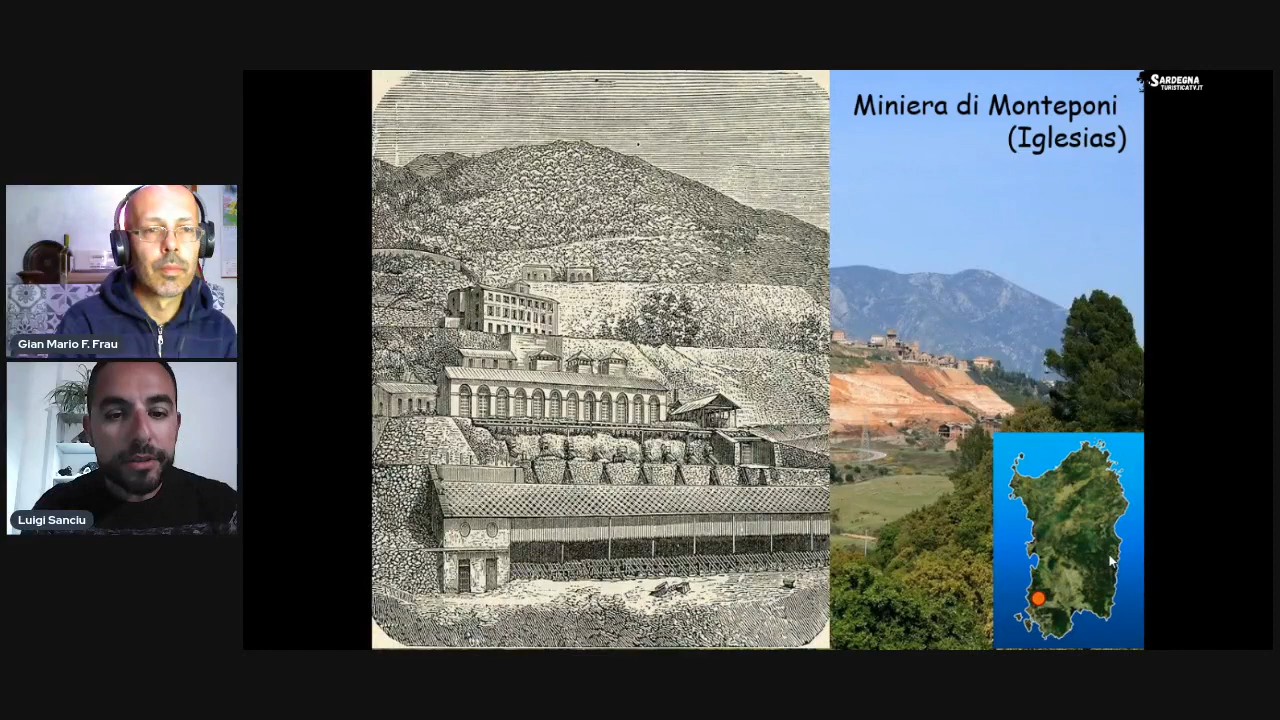 SARDEGNA
TURISTICATV.IT
Miniera di Monteponi
(Iglesias)
Gian Mario F. Frau
Luigi Sanciu